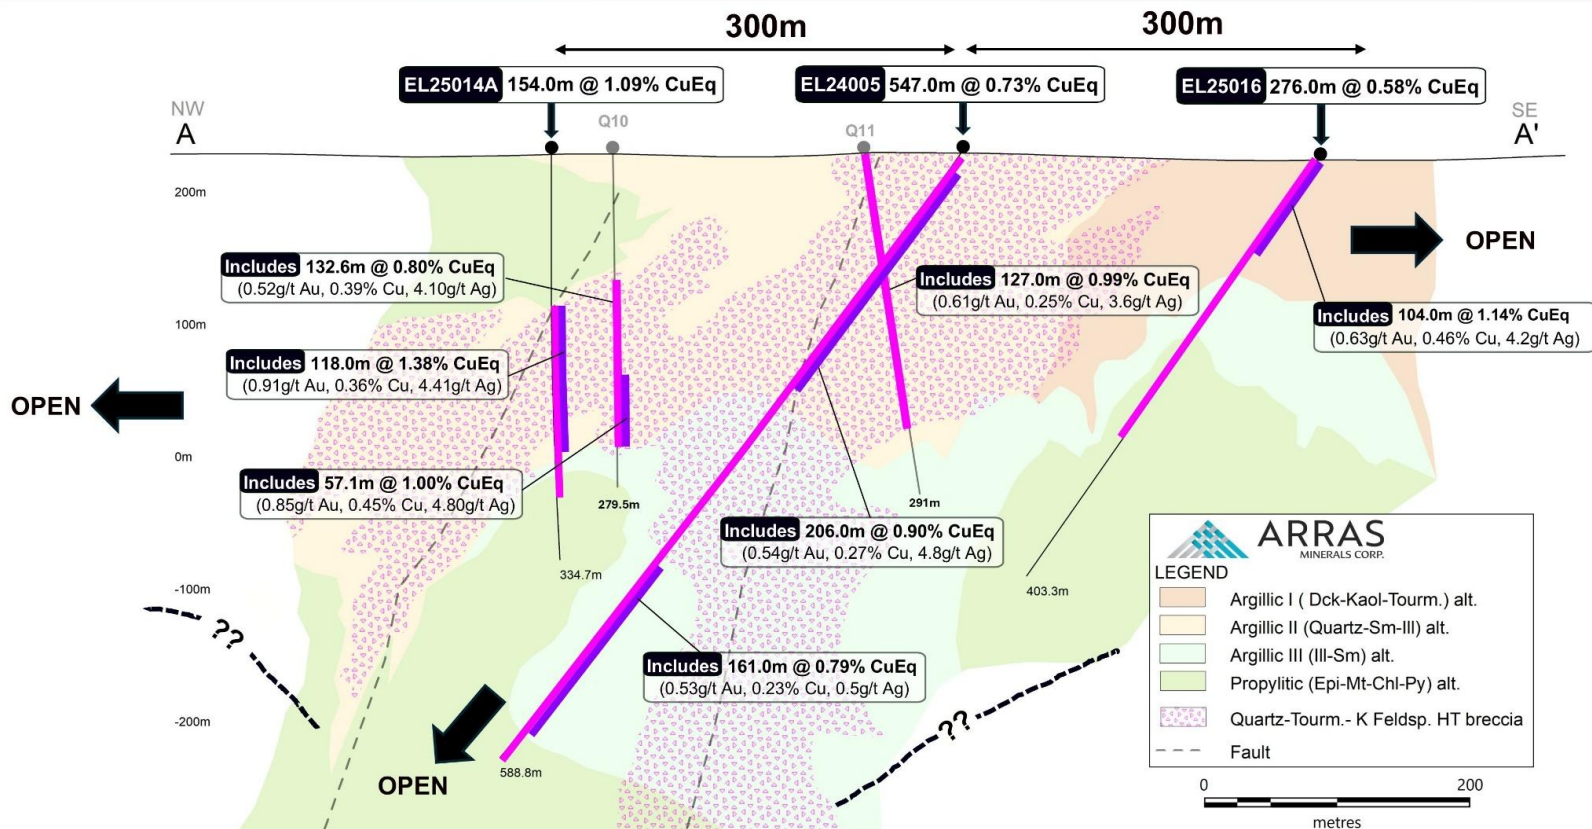 300m
300m
EL25014A 154.0m @ 1.09% CuEq
EL24005 547.0m @ 0.73% CuEq
EL25016 276.0m @ 0.58% CuEq
NW
A
Q10
Q11
SE
A'
200m
100m
0m
-100m
-200m
Includes 132.6m @ 0.80% CuEq
(0.52g/t Au, 0.39% Cu, 4.10g/t Ag)
Includes 127.0m @ 0.99% CuEq
(0.61g/t Au, 0.25% Cu, 3.6g/t Ag)
Includes 104.0m @ 1.14% CuEq
(0.63g/t Au, 0.46% Cu, 4.2g/t Ag)
Includes 118.0m @ 1.38% CuEq
(0.91g/t Au, 0.36% Cu, 4.41g/t Ag)
Includes 57.1m @ 1.00% CuEq
(0.85g/t Au, 0.45% Cu, 4.80g/t Ag)
Includes 206.0m @ 0.90% CuEq
(0.54g/t Au, 0.27% Cu, 4.8g/t Ag)
Includes 161.0m @ 0.79% CuEq
(0.53g/t Au, 0.23% Cu, 0.5g/t Ag)
OPEN
OPEN
OPEN
279.5m
291m
334.7m
403.3m
588.8m
??
??
ARRAS
MINERALS CORP.
LEGEND
Argillic I ( Dck-Kaol-Tourm.) alt.
Argillic II (Quartz-Sm-Ill) alt.
Argillic III (Ill-Sm) alt.
Propylitic (Epi-Mt-Chl-Py) alt.
Quartz-Tourm.- K Feldsp. HT breccia
Fault
0 200
metres